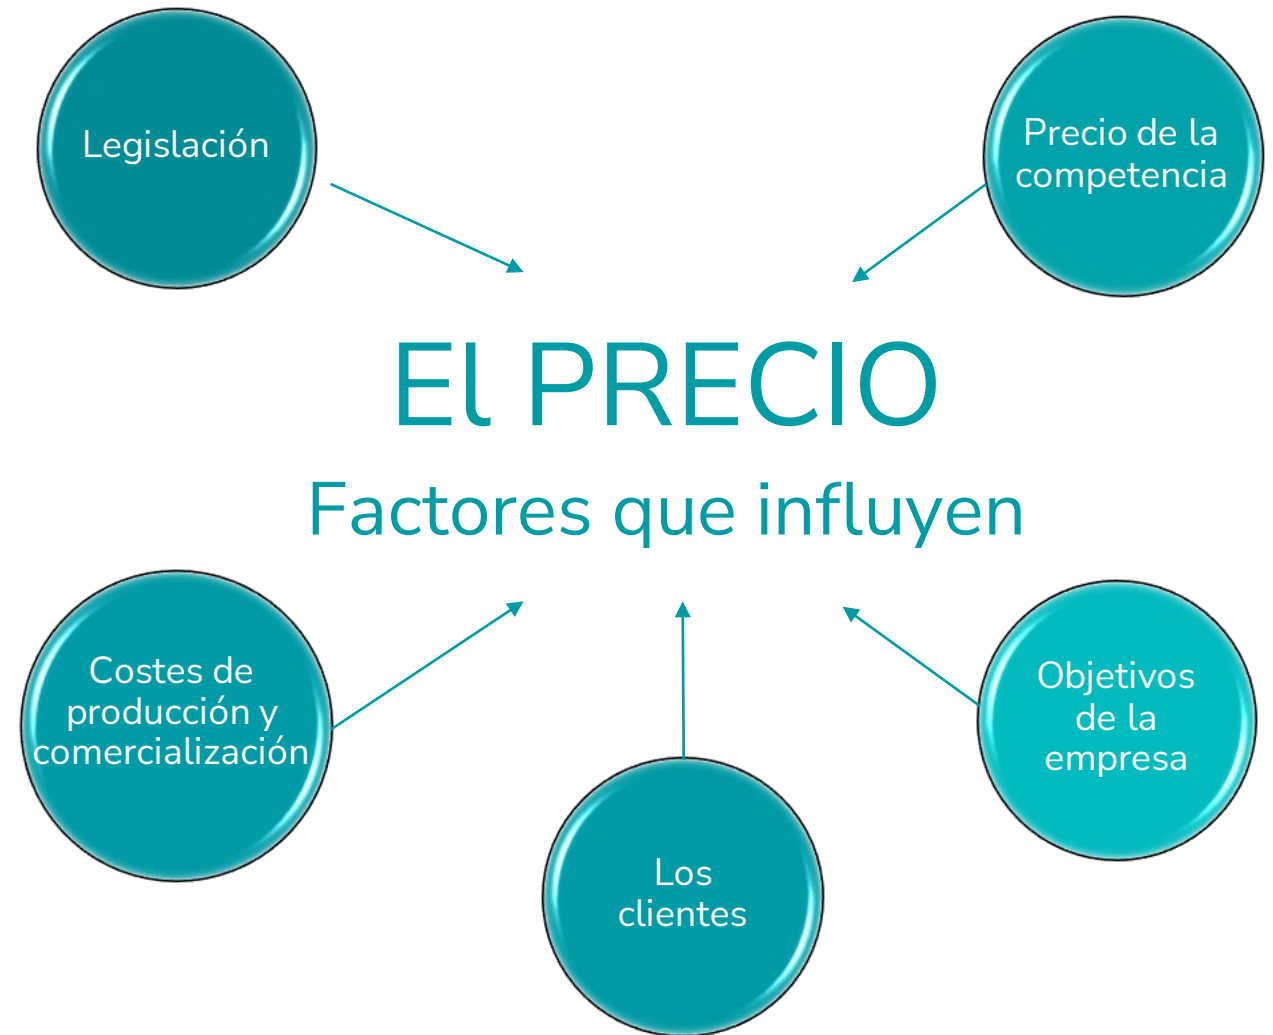 Legislación
Precio de la
competencia
El PRECIO
Factores que influyen
Costes de
producción y
comercialización
Los
clientes
Objetivos
de la
empresa